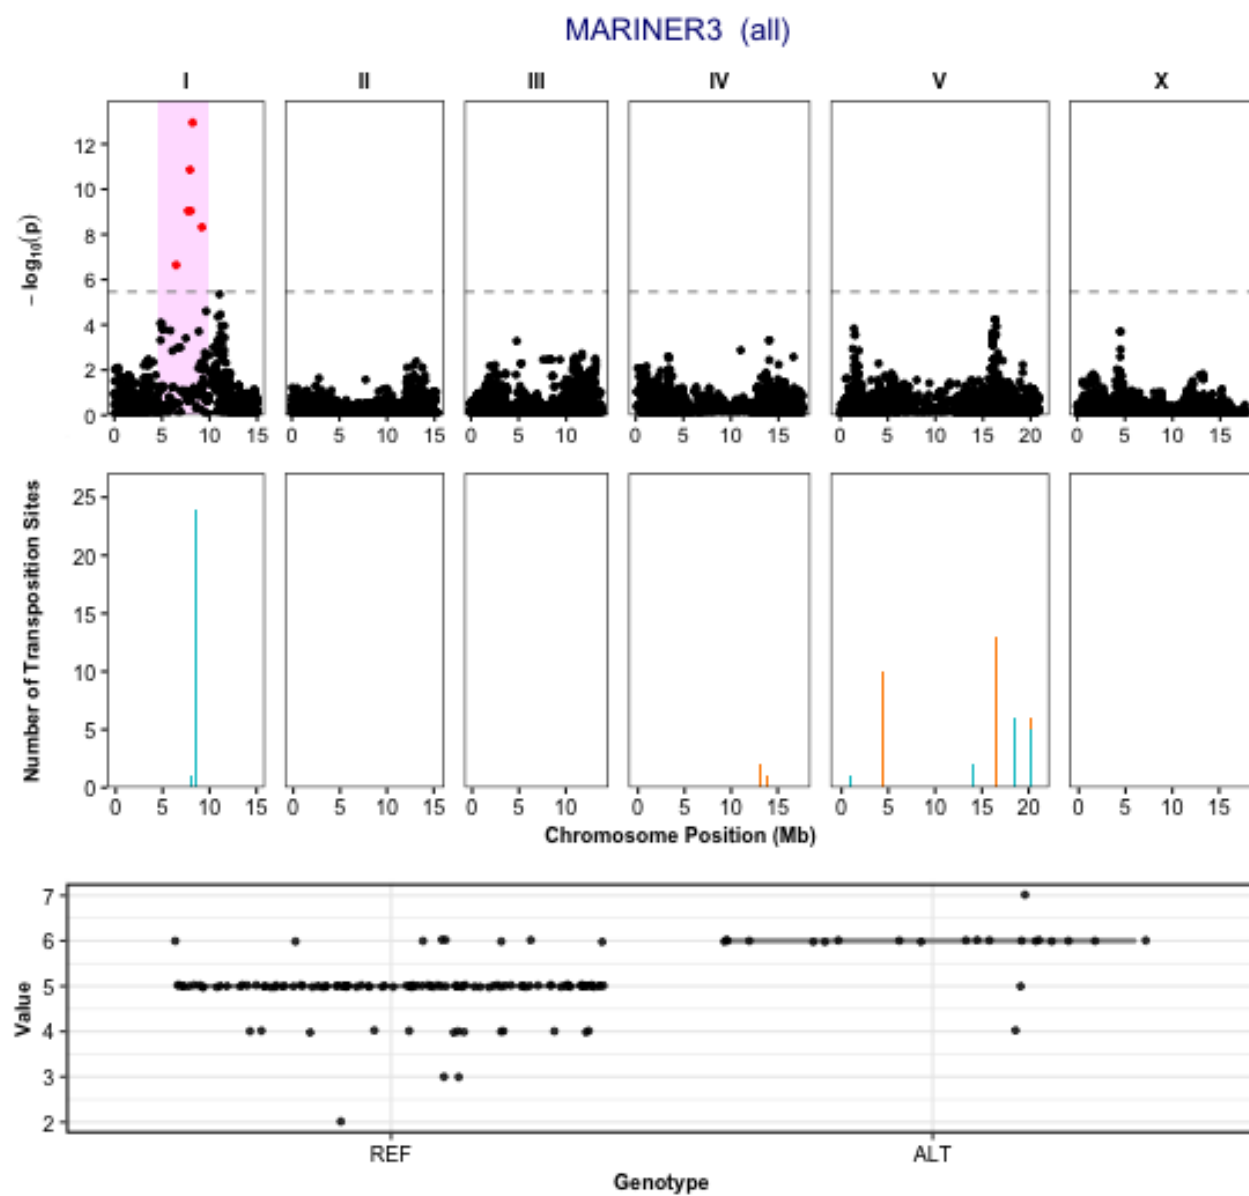 MARINER3 (all)
I II III IV V X
12
10
8
6
4
2
0
−log10(p)
0 5 10 15 0 5 10 15 0 5 10 0 5 10 15 0 5 10 15 20 0 5 10 15
25
20
15
10
5
0
Number of Transposition Sites
0 5 10 15 0 5 10 15 0 5 10 0 5 10 15 0 5 10 15 20 0 5 10 15
Chromosome Position (Mb)
7
6
5
4
3
2
Value
REF ALT
Genotype